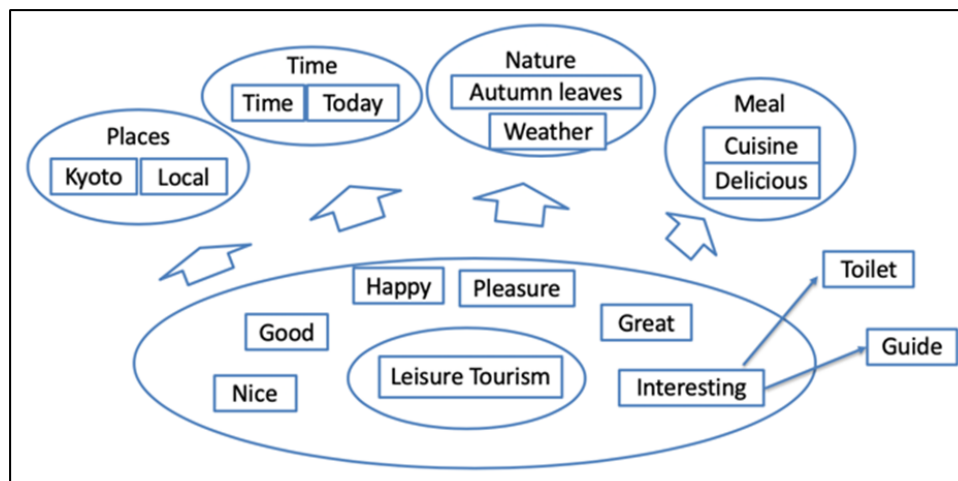 Time
Time Today
Nature
Autumn leaves
Weather
Meal
Cuisine
Delicious
Places
Kyoto Local
Happy Pleasure
Good
Great
Nice
Leisure Tourism
Interesting
Toilet
Guide